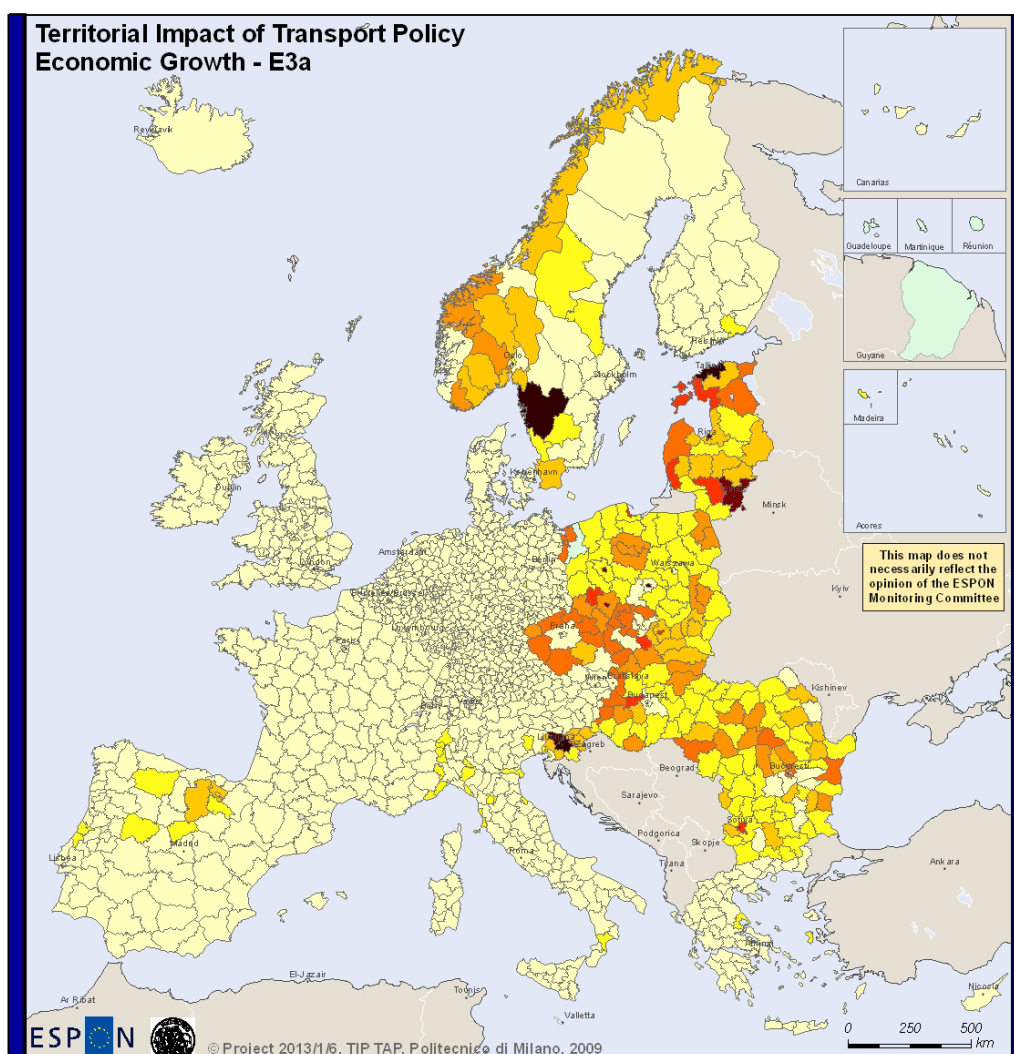 Territorial Impact of Transport Policy
Economic Growth - E3a
Reykjavik
Canarias
Guadeloupe
Martinique
Réunion
Guyane
Madeira
Acores
Oslo
Helsinki
Stockholm
Tallinn
Riga
København
Dublin
Minsk
London
Amsterdam
Berlin
Warszawa
Kyiv
This map does not
necessarily reflect the
opinion of the ESPON
Monitoring Committee
Luxembourg
Praha
Paris
Wien
Bratislava
Budapest
Kishinev
Bern
Vaduz
Ljubljana
Zagreb
Beograd
Bucuresti
Sarajevo
Sofiya
Podgorica
Skopje
Madrid
Lisboa
Roma
Tirana
Ankara
Athinai
El-Jazair
Tounis
Ar Ribat
Valletta
Nicosia
ESPON
© Project 2013/1/6, TIP TAP, Politecnico di Milano, 2009
0 250 500
km